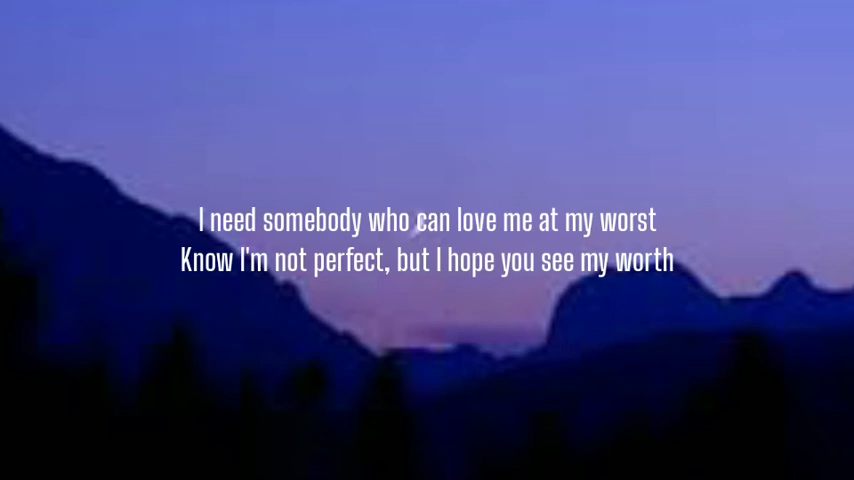 I need somebody who can love me at my worst
Know I'm not perfect, but I hope you see my worth